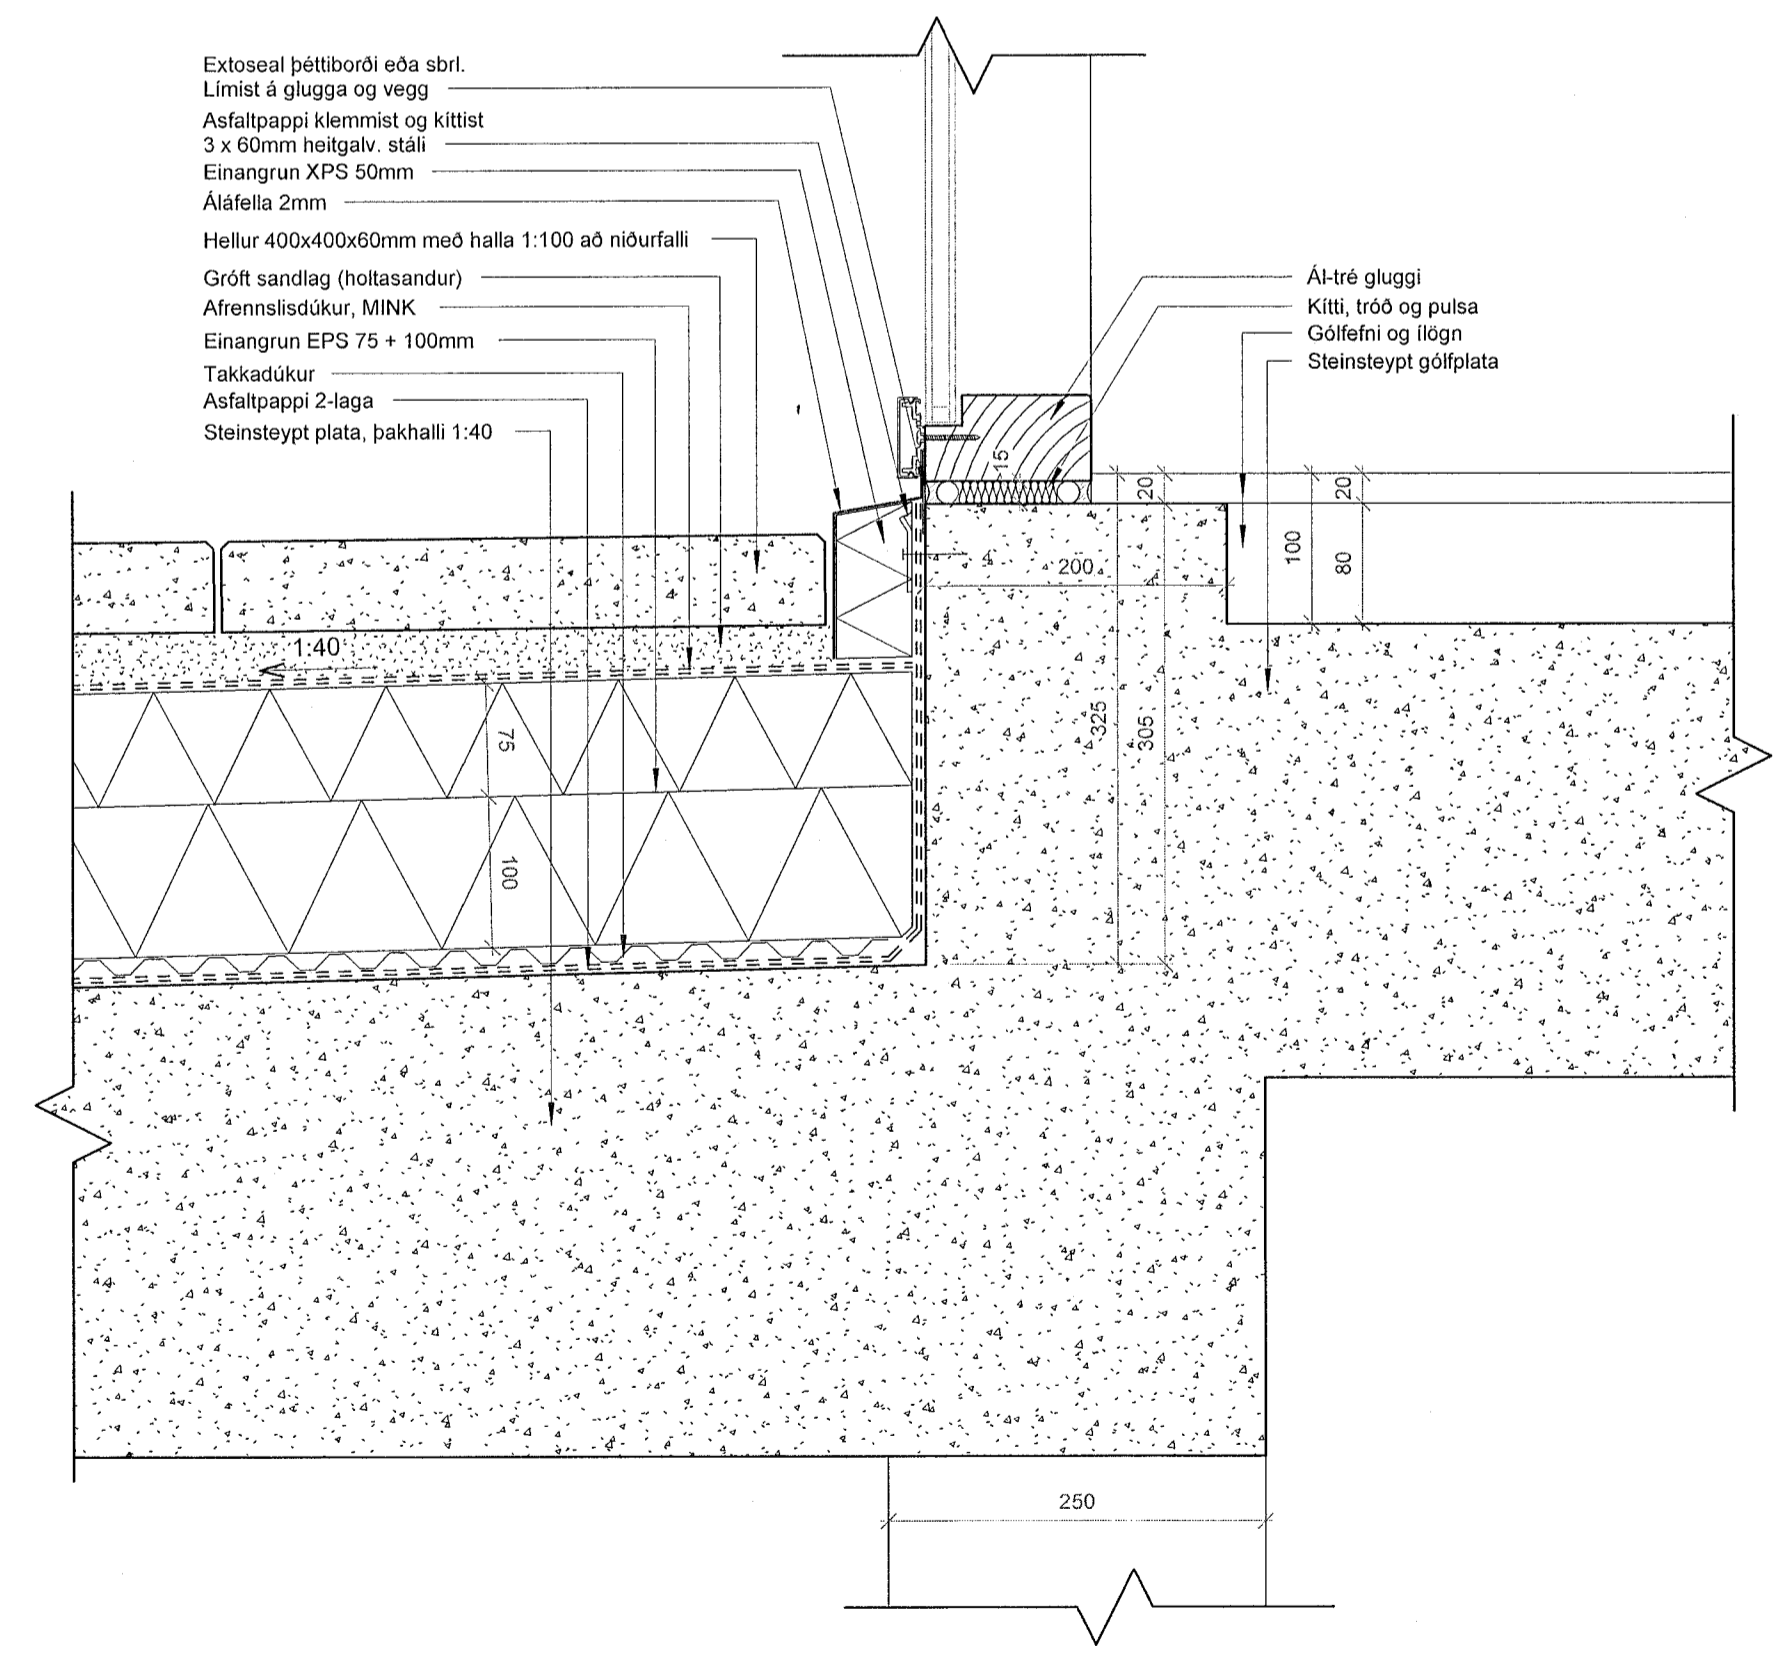 Extoseal þéttiborði eða sbrl.
Límist á glugga og vegg
Asfaltpappi klemmist og kíttist
3 x 60mm heitgalv. stáli
Einangrun XPS 50mm
Áláfella 2mm
Hellur 400x400x60mm með halla 1:100 að niðurfalli
Gróft sandlag (holtasandur)
Afrennslisdúkur, MINK
Einangrun EPS 75 + 100mm
Takkadúkur
Asfaltpappi 2-laga
Steinsteypt plata, þakhalli 1:40
Ál-tré gluggi
Kítti, tróð og pulsa
Gólfefni og ílögn
Steinsteypt gólfplata
15
20
20
100
80
200
1:40
325
305
75
100
250